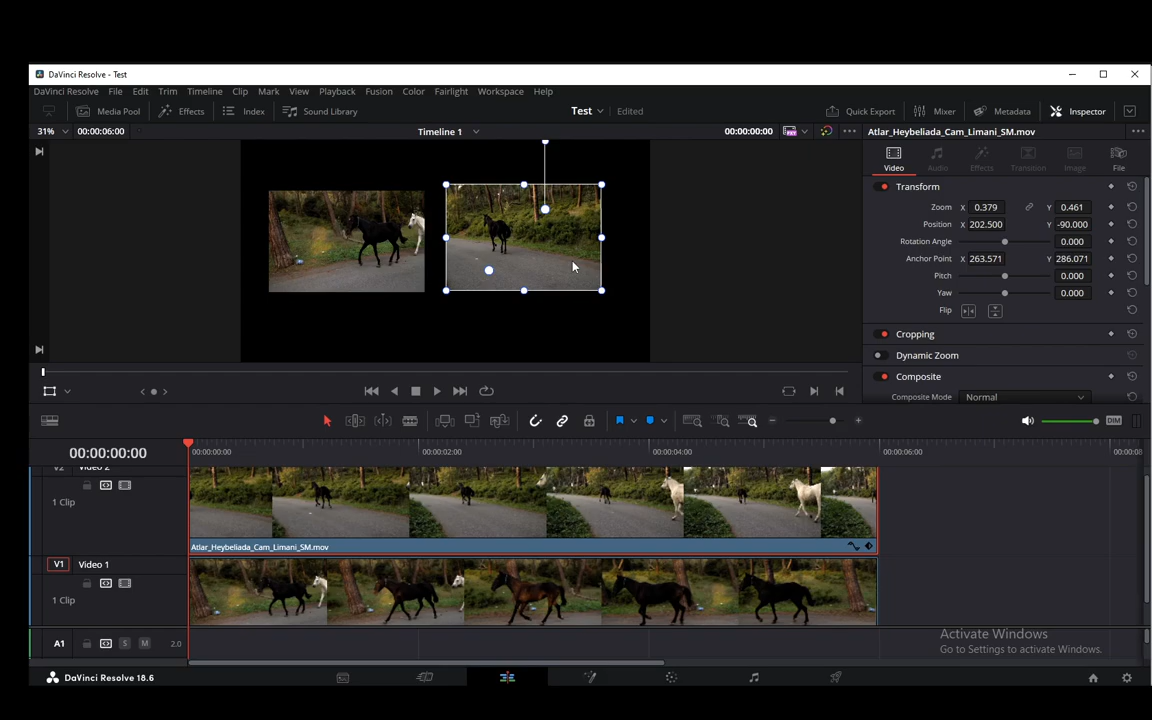 DaVinci Resolve - Test
DaVinci Resolve File Edit Trim Timeline Clip Mark View Playback Fusion Color Fairlight Workspace Help
Media Pool Effects Index Sound Library Test Edited Quick Export Mixer Metadata Inspector
31% 00:00:06:00 Timeline 1 00:00:00:00 Atlar_Heybeliada_Cam_Limani_SM.mov
Video Audio Effects Transition Image File
Transform
Zoom X 0.379 Y 0.461
Position X 202.500 Y -90.000
Rotation Angle 0.000
Anchor Point X 263.571 Y 286.071
Pitch 0.000
Yaw 0.000
Flip
Cropping
Dynamic Zoom
Composite
Composite Mode Normal
DIM
00:00:00:00 00:00:00:00 00:00:02:00 00:00:04:00 00:00:06:00 00:00:08
V2 Video 2
1 Clip
Atlar_Heybeliada_Cam_Limani_SM.mov
V1 Video 1
1 Clip
A1 S M 2.0
Activate Windows
Go to Settings to activate Windows.
DaVinci Resolve 18.6